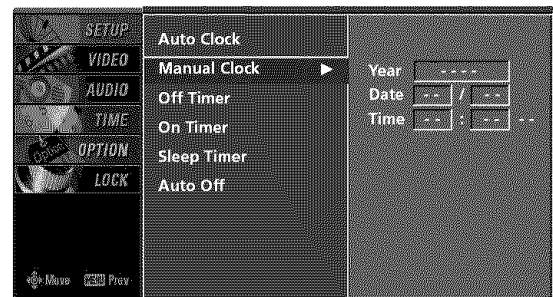 SETUP
VIDEO
AUDIO
TIME
OPTION
LOCK
Move MENU Prev
Auto Clock
Manual Clock ►
Off Timer
On Timer
Sleep Timer
Auto Off
Year - - - -
Date - - / - -
Time - - : - - - -